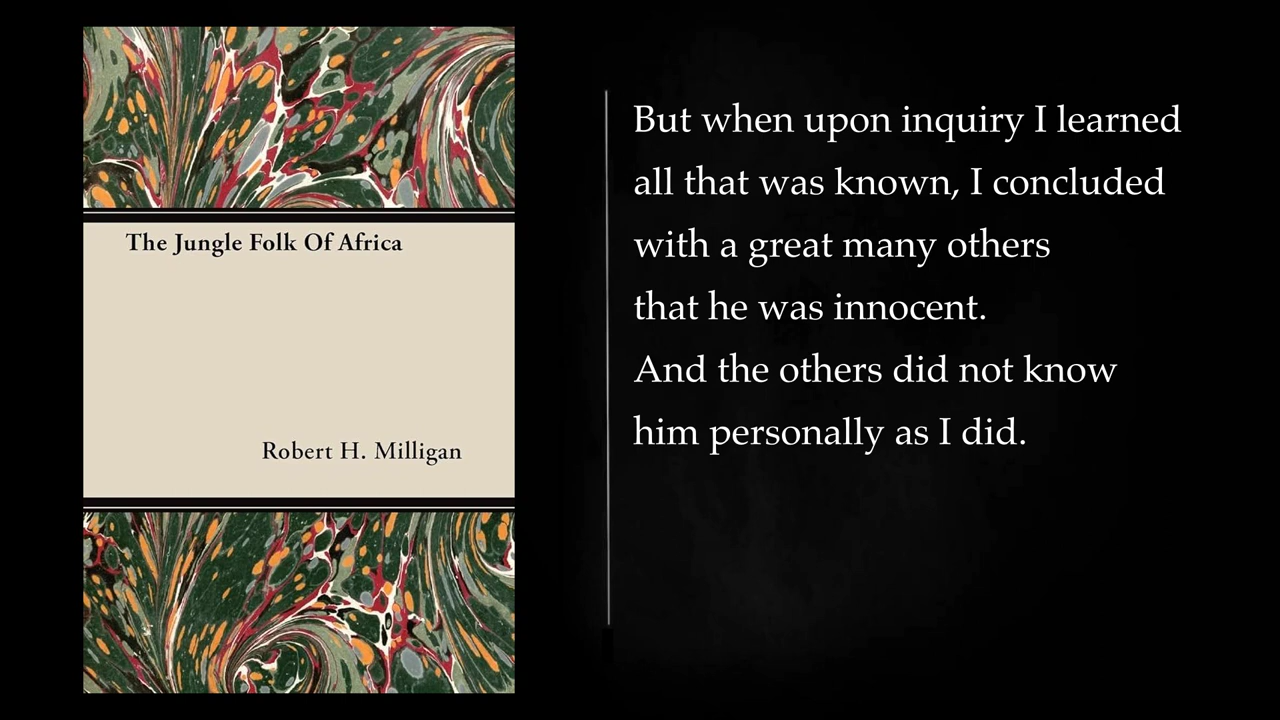 The Jungle Folk Of Africa
Robert H. Milligan
But when upon inquiry I learned
all that was known, I concluded
with a great many others
that he was innocent.
And the others did not know
him personally as I did.